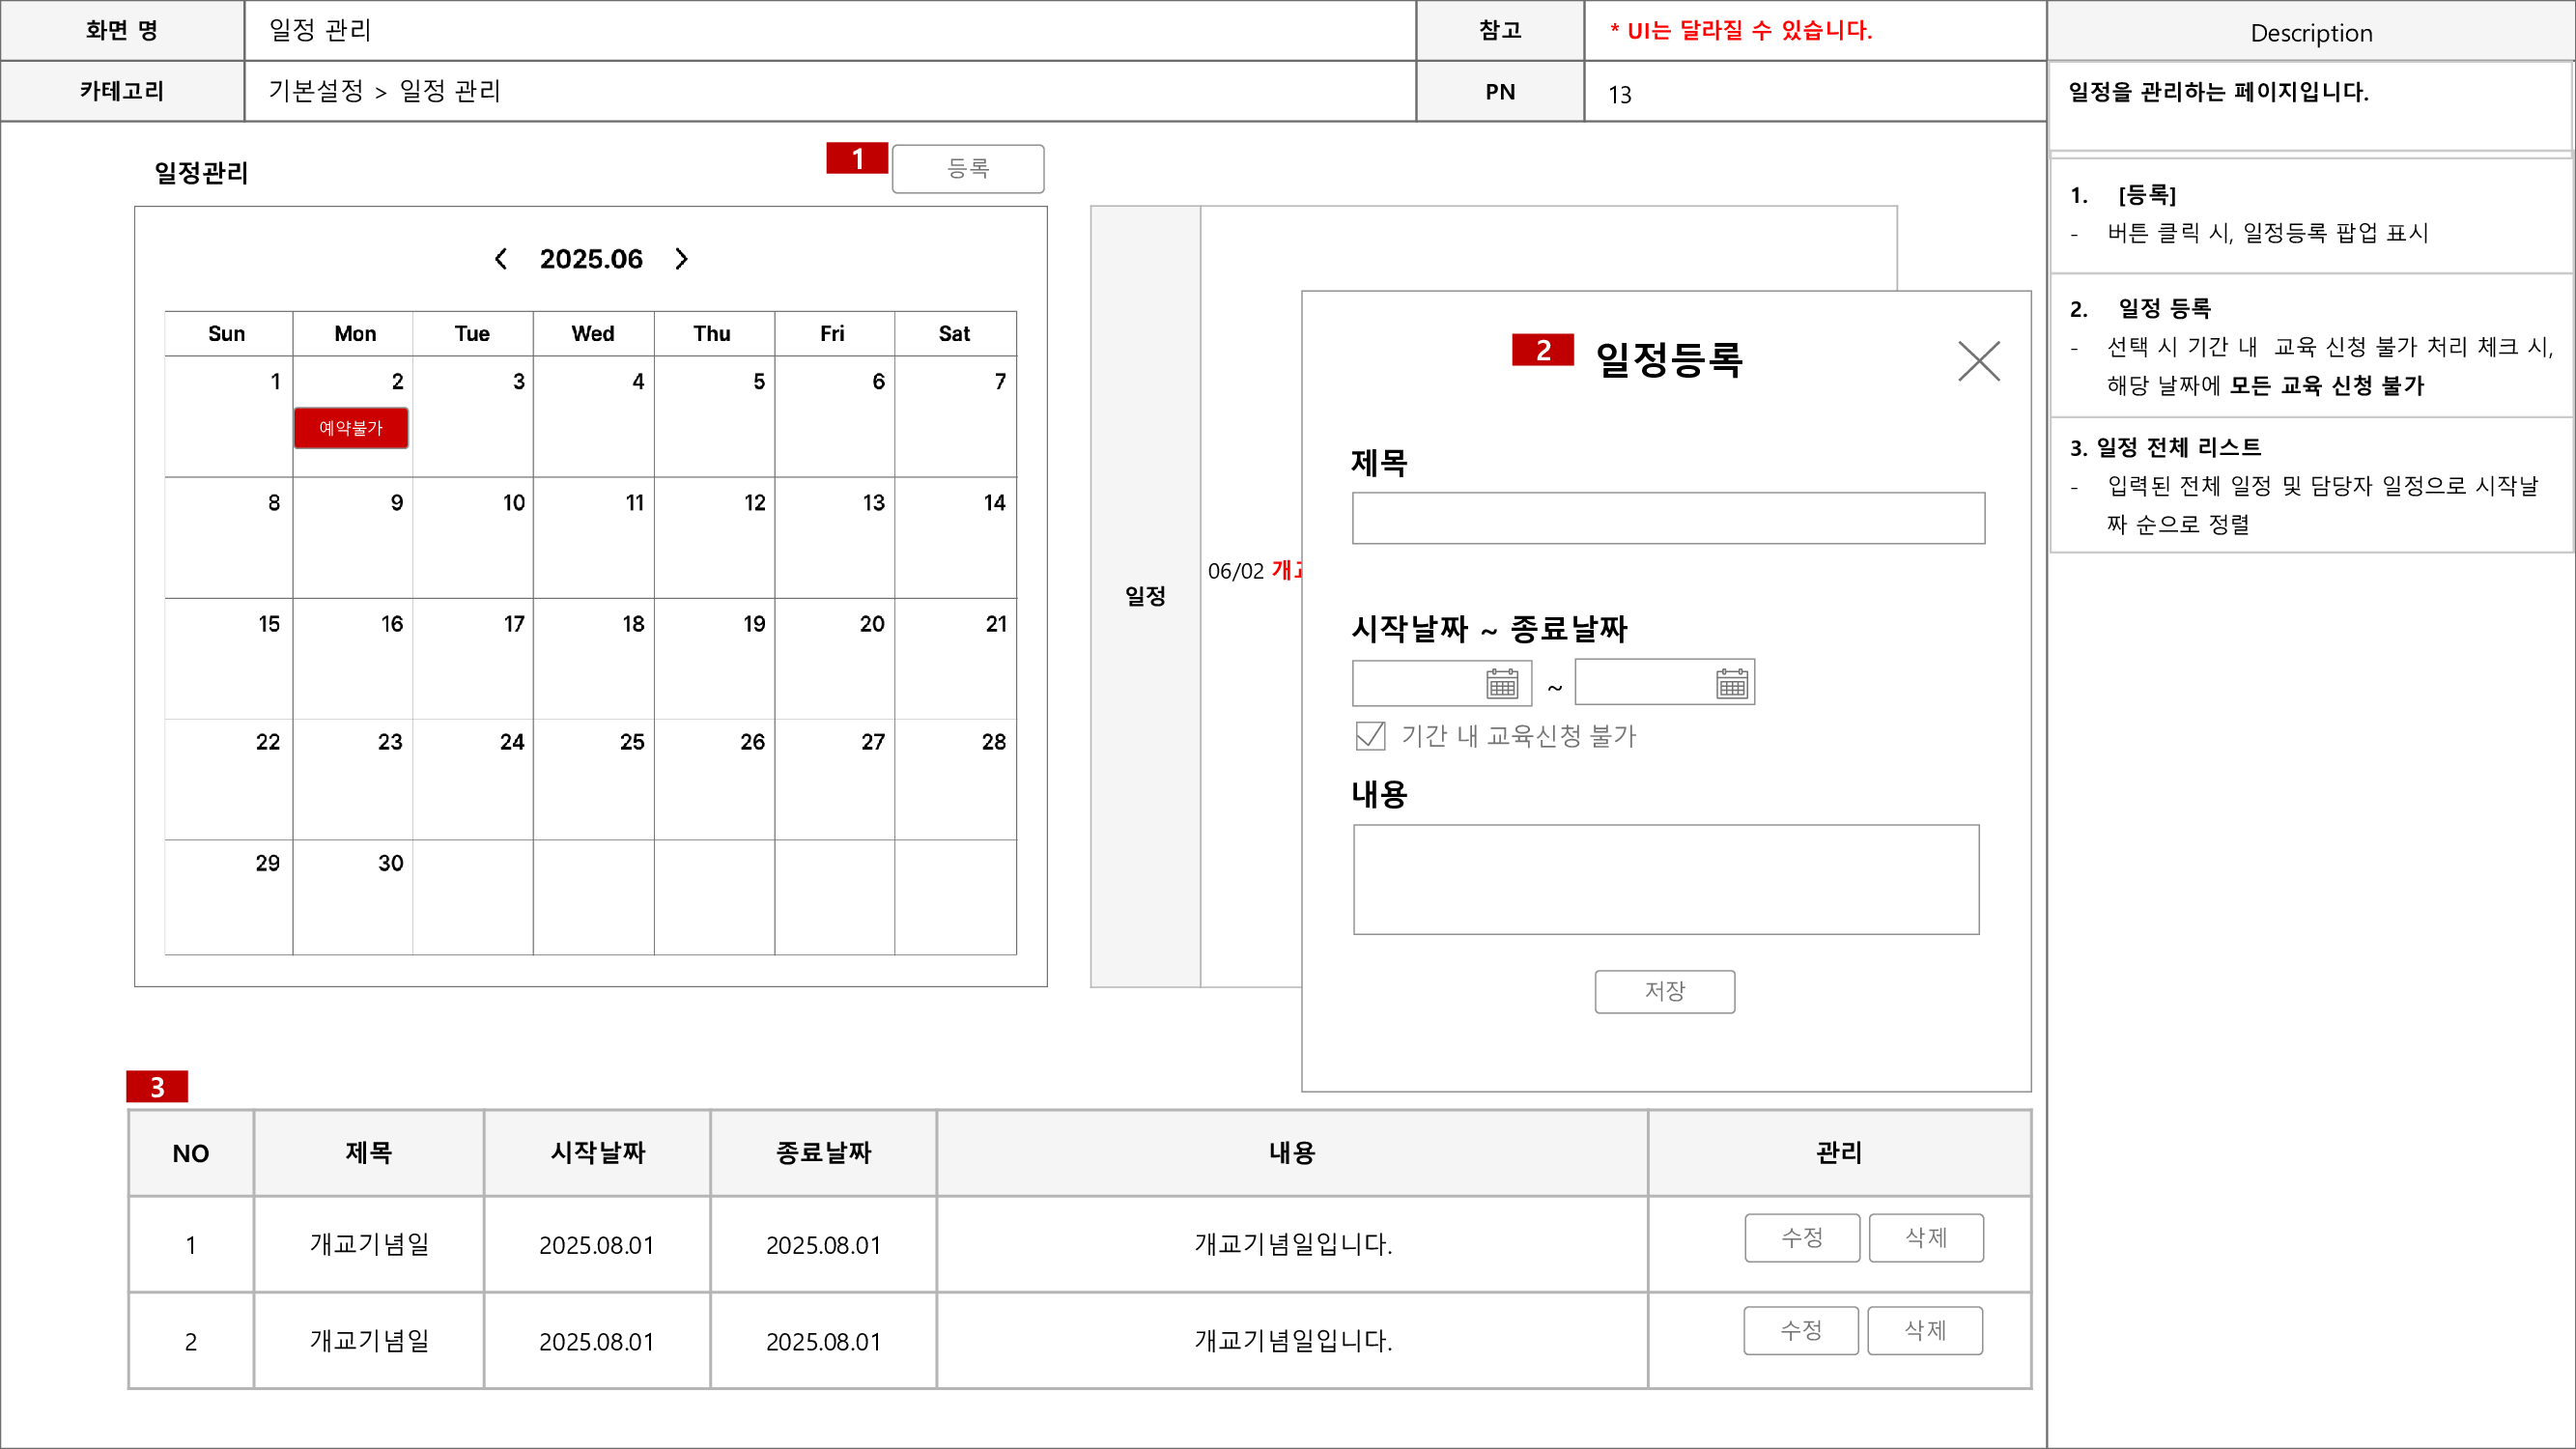 화면 명
일정 관리
참고
* UI는 달라질 수 있습니다.
Description
카테고리
기본설정 > 일정 관리
PN
13
일정을 관리하는 페이지입니다.
1. [등록]
- 버튼 클릭 시, 일정등록 팝업 표시
2. 일정 등록
- 선택 시 기간 내 교육 신청 불가 처리 체크 시,
해당 날짜에 모든 교육 신청 불가
3. 일정 전체 리스트
- 입력된 전체 일정 및 담당자 일정으로 시작날
짜 순으로 정렬
일정관리
1
등록
2025.06
Sun Mon Tue Wed Thu Fri Sat
1 2 3 4 5 6 7
예약불가
8 9 10 11 12 13 14
15 16 17 18 19 20 21
22 23 24 25 26 27 28
29 30
일정
06/02
2
일정등록
제목
시작날짜 ~ 종료날짜
~
기간 내 교육신청 불가
내용
저장
3
NO 제목 시작날짜 종료날짜 내용 관리
1 개교기념일 2025.08.01 2025.08.01 개교기념일입니다. 수정 삭제
2 개교기념일 2025.08.01 2025.08.01 개교기념일입니다. 수정 삭제